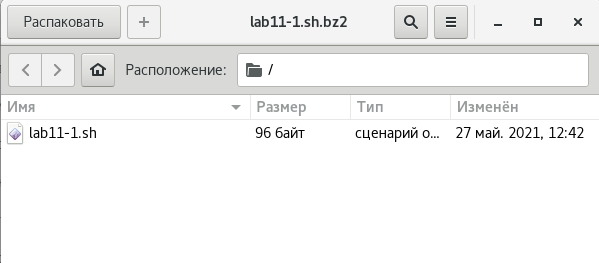 Распаковать + lab11-1.sh.bz2
Расположение: /
Имя Размер Тип Изменён
lab11-1.sh 96 байт сценарий о... 27 май. 2021, 12:42